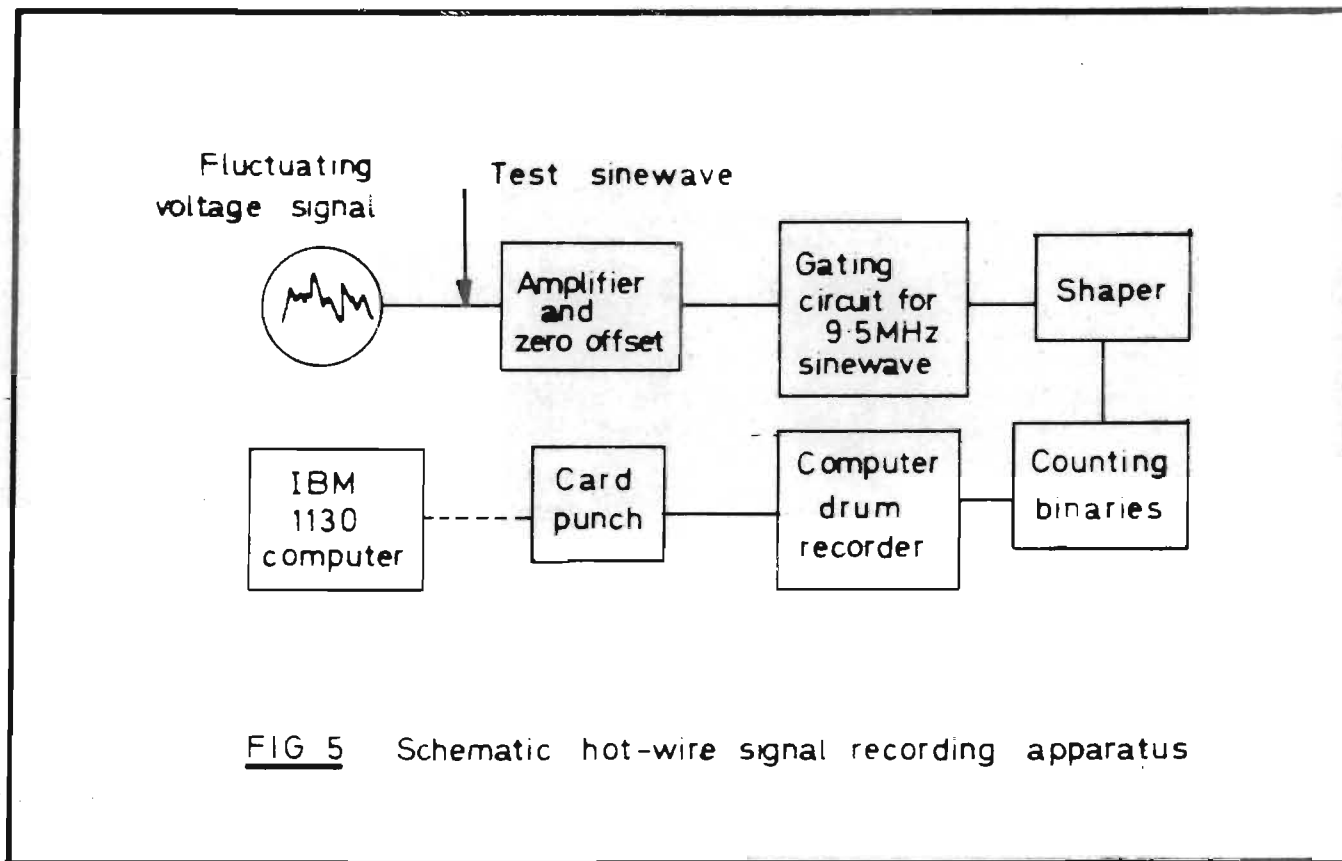 Fluctuating
voltage signal
Test sinewave
Amplifier
and
zero offset
Gating
circuit for
9·5MHz
sinewave
Shaper
IBM
1130
computer
Card
punch
Computer
drum
recorder
Counting
binaries
FIG 5 Schematic hot-wire signal recording apparatus